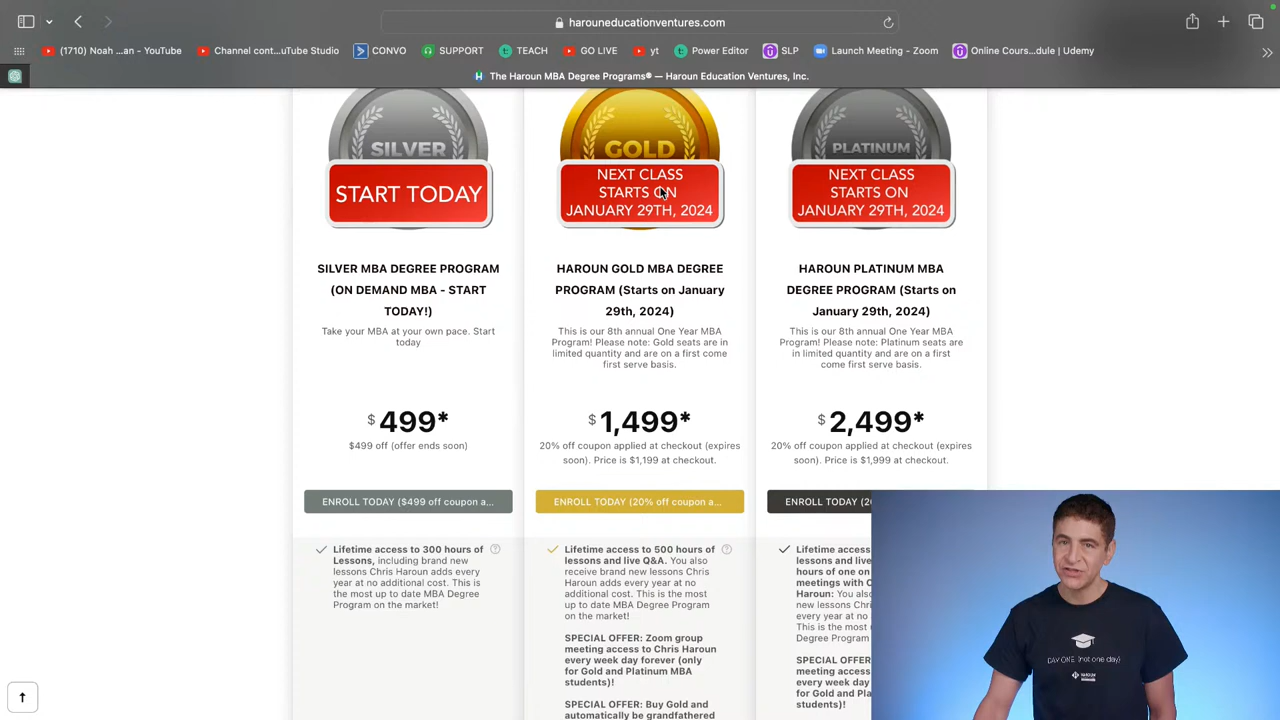 harouneducationventures.com
(1710) Noah ...an - YouTube
Channel cont...uTube Studio
CONVO
SUPPORT
TEACH
GO LIVE
yt
Power Editor
SLP
Launch Meeting - Zoom
Online Cours...dule | Udemy
The Haroun MBA Degree Programs® — Haroun Education Ventures, Inc.
SILVER
START TODAY
SILVER MBA DEGREE PROGRAM
(ON DEMAND MBA - START
TODAY!)
Take your MBA at your own pace. Start
today
$ 499*
$499 off (offer ends soon)
ENROLL TODAY ($499 off coupon a...
Lifetime access to 300 hours of
Lessons, including brand new
lessons Chris Haroun adds every
year at no additional cost. This is
the most up to date MBA Degree
Program on the market!
GOLD
NEXT CLASS
STARTS ON
JANUARY 29TH, 2024
HAROUN GOLD MBA DEGREE
PROGRAM (Starts on January
29th, 2024)
This is our 8th annual One Year MBA
Program! Please note: Gold seats are
in limited quantity and are on a first come
first serve basis.
$ 1,499*
20% off coupon applied at checkout (expires
soon). Price is $1,199 at checkout.
ENROLL TODAY (20% off coupon a...
Lifetime access to 500 hours of
lessons and live Q&A. You also
receive brand new lessons Chris
Haroun adds every year at no
additional cost. This is the most
up to date MBA Degree Program
on the market!
SPECIAL OFFER: Zoom group
meeting access to Chris Haroun
every week day forever (only
for Gold and Platinum MBA
students)!
SPECIAL OFFER: Buy Gold and
automatically be grandfathered
PLATINUM
NEXT CLASS
STARTS ON
JANUARY 29TH, 2024
HAROUN PLATINUM MBA
DEGREE PROGRAM (Starts on
January 29th, 2024)
This is our 8th annual One Year MBA
Program! Please note: Platinum seats are
in limited quantity and are on a first
come first serve basis.
$ 2,499*
20% off coupon applied at checkout (expires
soon). Price is $1,999 at checkout.
ENROLL TODAY (20
Lifetime access
lessons and live
hours of one on
meetings with C
Haroun: You also
new lessons Chri
every year at no
This is the most
Degree Program
SPECIAL OFFER
meeting access
every week day
for Gold and Plat
students)!
DAY ONE (not one day)
HAROUN